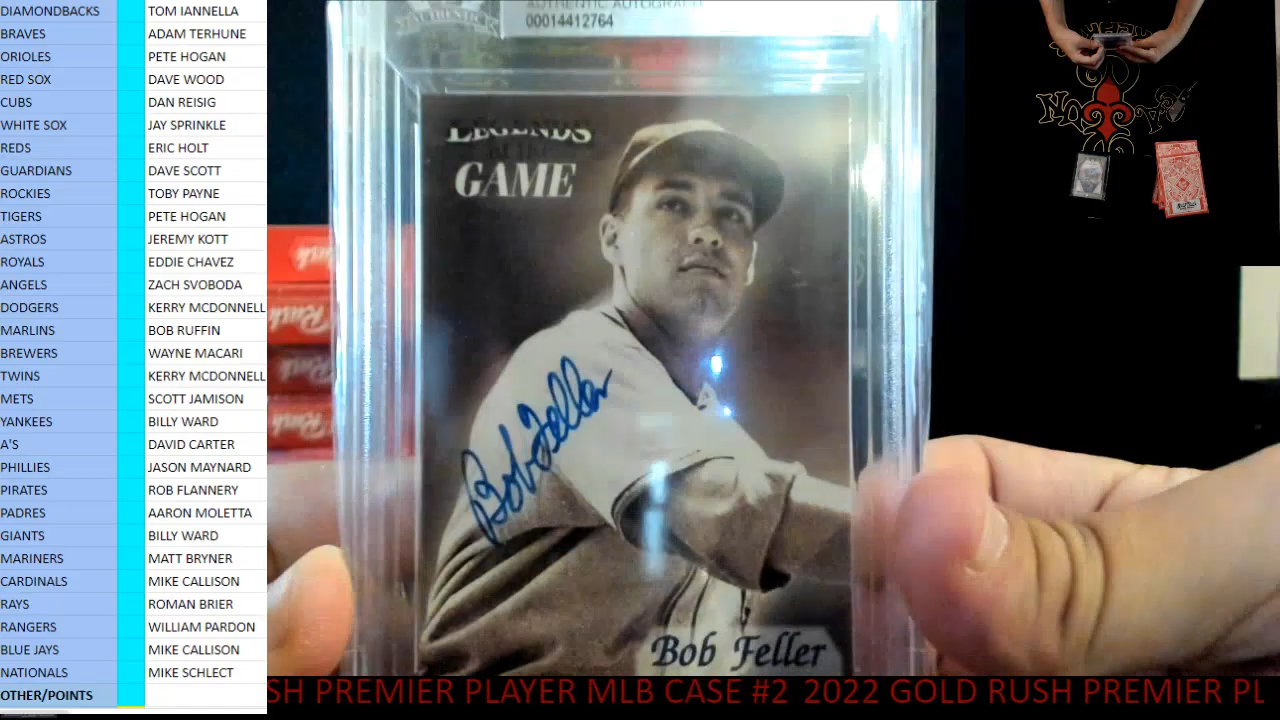 DIAMONDBACKS TOM IANNELLA
BRAVES ADAM TERHUNE
ORIOLES PETE HOGAN
RED SOX DAVE WOOD
CUBS DAN REISIG
WHITE SOX JAY SPRINKLE
REDS ERIC HOLT
GUARDIANS DAVE SCOTT
ROCKIES TOBY PAYNE
TIGERS PETE HOGAN
ASTROS JEREMY KOTT
ROYALS EDDIE CHAVEZ
ANGELS ZACH SVOBODA
DODGERS KERRY MCDONNELL
MARLINS BOB RUFFIN
BREWERS WAYNE MACARI
TWINS KERRY MCDONNELL
METS SCOTT JAMISON
YANKEES BILLY WARD
A'S DAVID CARTER
PHILLIES JASON MAYNARD
PIRATES ROB FLANNERY
PADRES AARON MOLETTA
GIANTS BILLY WARD
MARINERS MATT BRYNER
CARDINALS MIKE CALLISON
RAYS ROMAN BRIER
RANGERS WILLIAM PARDON
BLUE JAYS MIKE CALLISON
NATIONALS MIKE SCHLECT
OTHER/POINTS
AUTHENTIC AUTOGRAPH
00014412764
LEGENDS
GAME
Bob Feller
Bob Feller
Rush
Rush
Rush
SH PREMIER PLAYER MLB CASE #2 2022 GOLD RUSH PREMIER PL